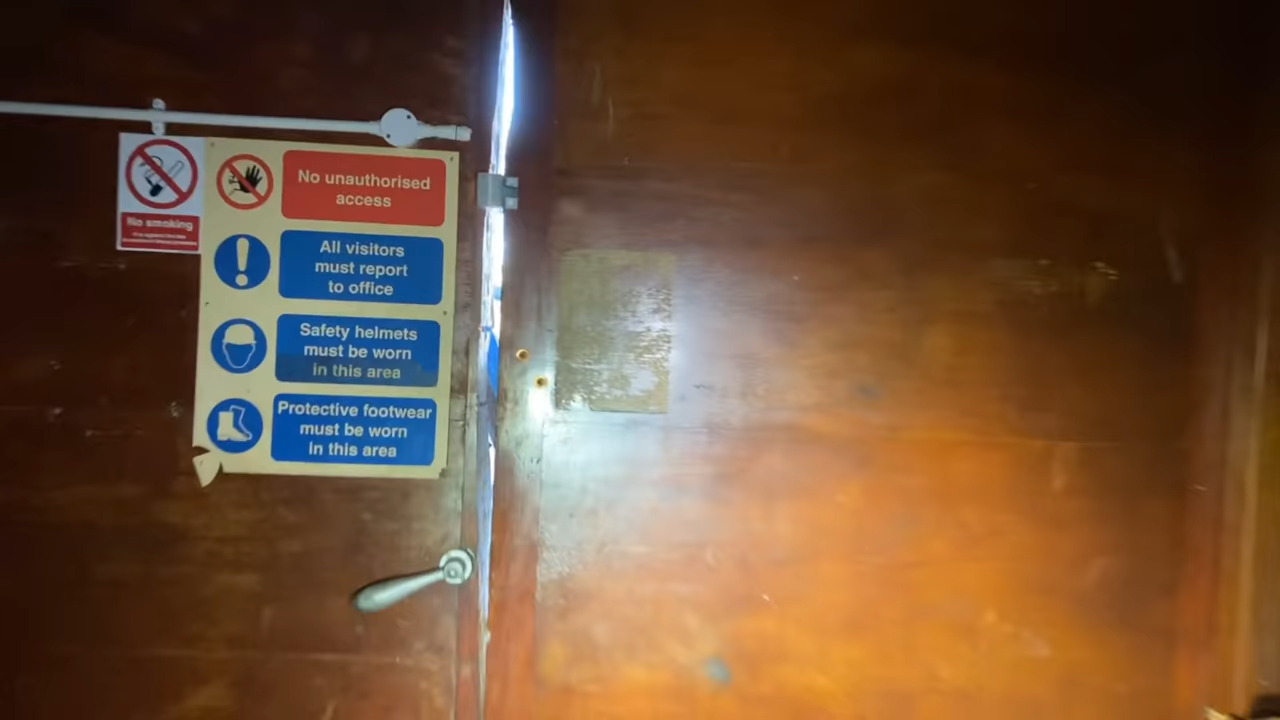 No smoking
No unauthorised
access
All visitors
must report
to office
Safety helmets
must be worn
in this area
Protective footwear
must be worn
in this area